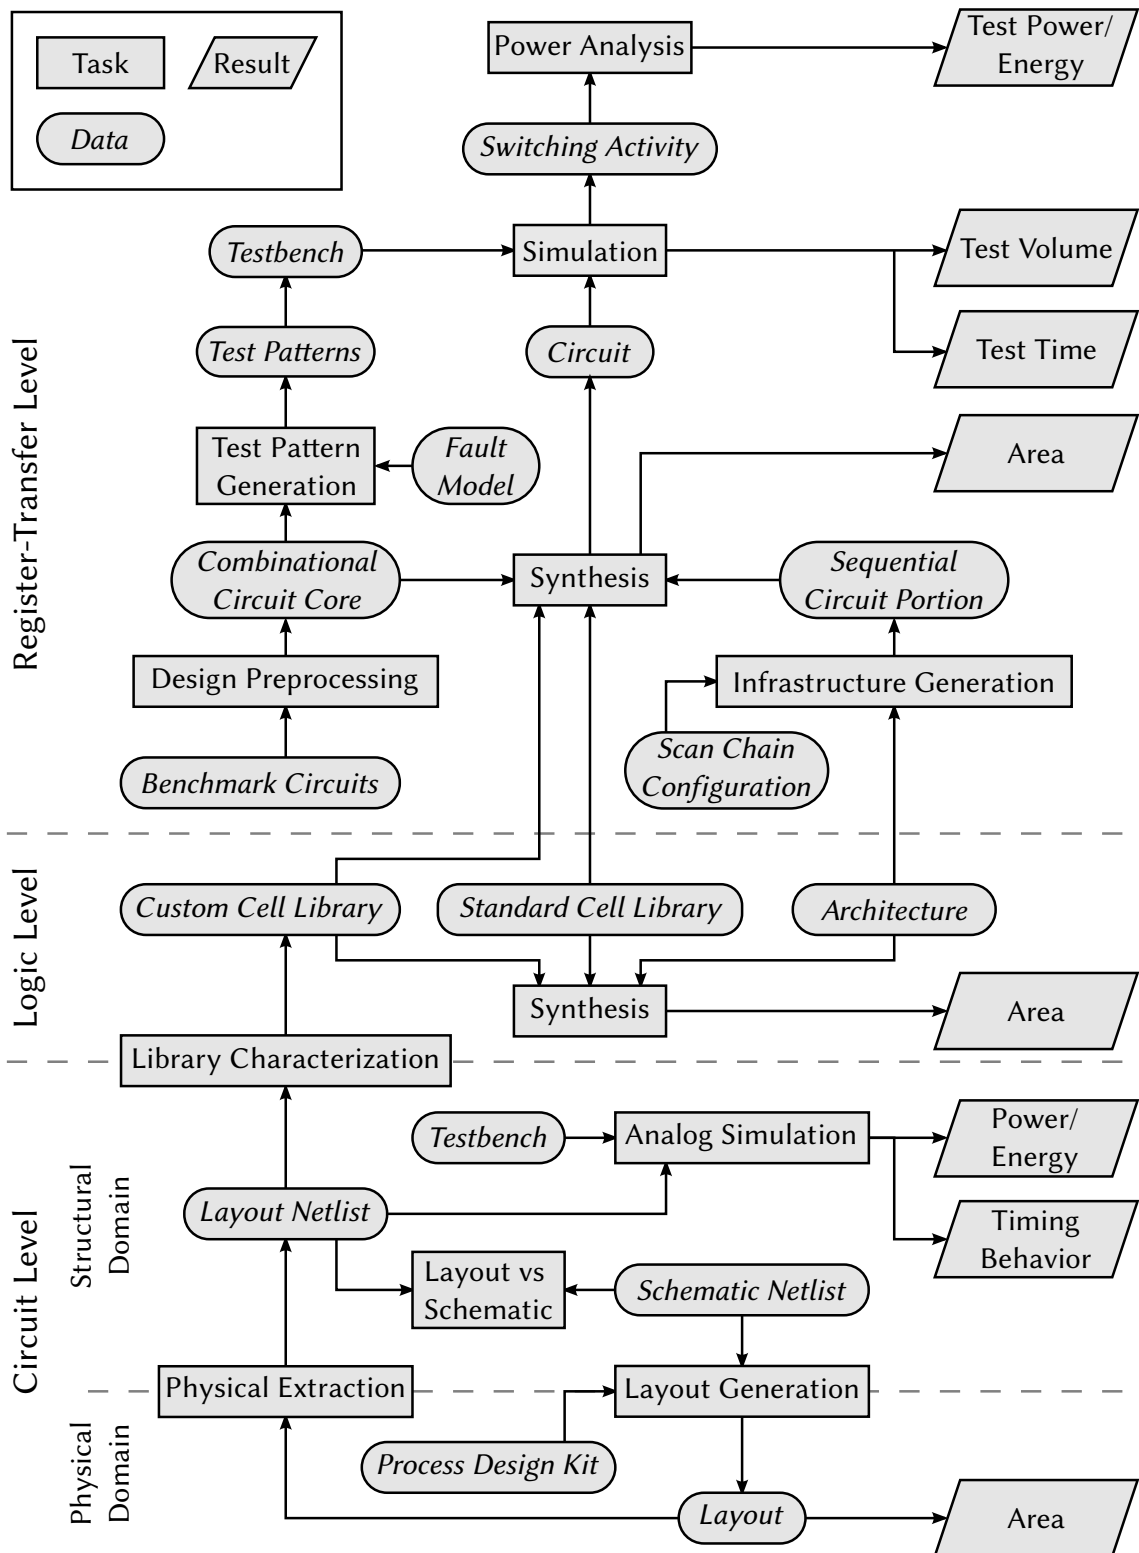 Task
Result
Data
Power Analysis
Test Power/
Energy
Switching Activity
Testbench
Simulation
Test Volume
Test Patterns
Circuit
Test Time
Register-Transfer Level
Test Pattern
Generation
Fault
Model
Area
Combinational
Circuit Core
Synthesis
Sequential
Circuit Portion
Design Preprocessing
Infrastructure Generation
Benchmark Circuits
Scan Chain
Configuration
Logic Level
Custom Cell Library
Standard Cell Library
Architecture
Synthesis
Area
Library Characterization
Circuit Level
Structural
Domain
Testbench
Analog Simulation
Power/
Energy
Layout Netlist
Timing
Behavior
Layout vs
Schematic
Schematic Netlist
Physical Extraction
Layout Generation
Physical
Domain
Process Design Kit
Layout
Area